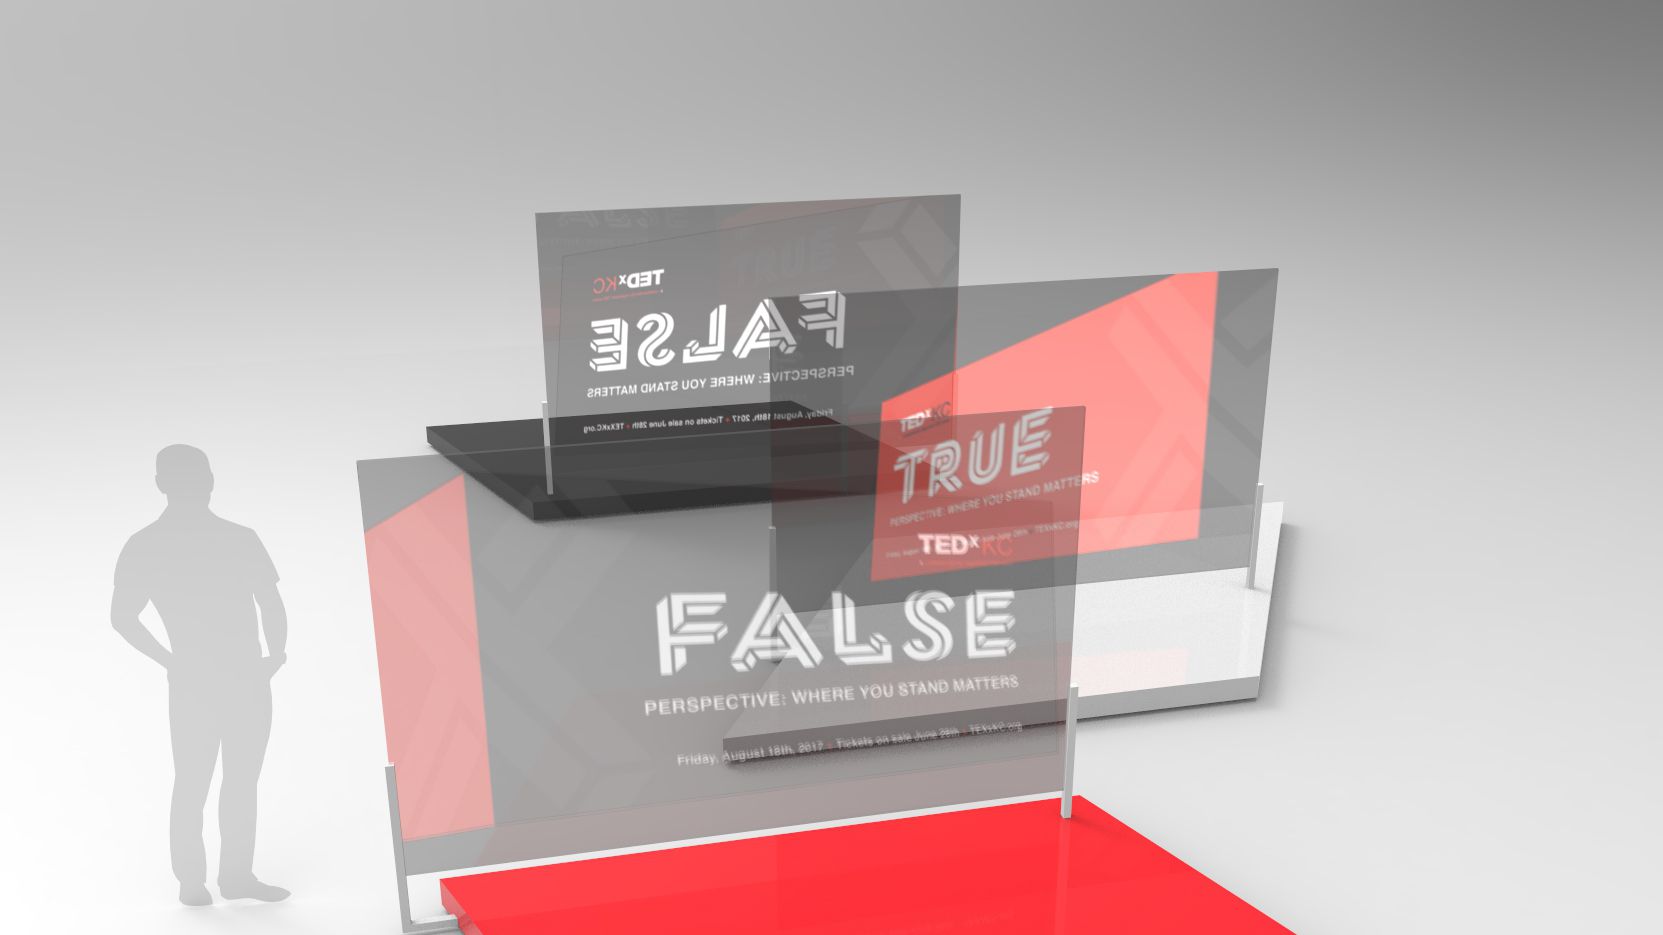 TEDxKC
FALSE
PERSPECTIVE: WHERE YOU STAND MATTERS
Friday, August 18th, 2017 • Tickets on sale June 28th • TEDxKC.org
TEDxKC
TRUE
PERSPECTIVE: WHERE YOU STAND MATTERS
TEDxKC
FALSE
PERSPECTIVE: WHERE YOU STAND MATTERS
Friday, August 18th, 2017 • Tickets on sale June 28th • TEDxKC.org